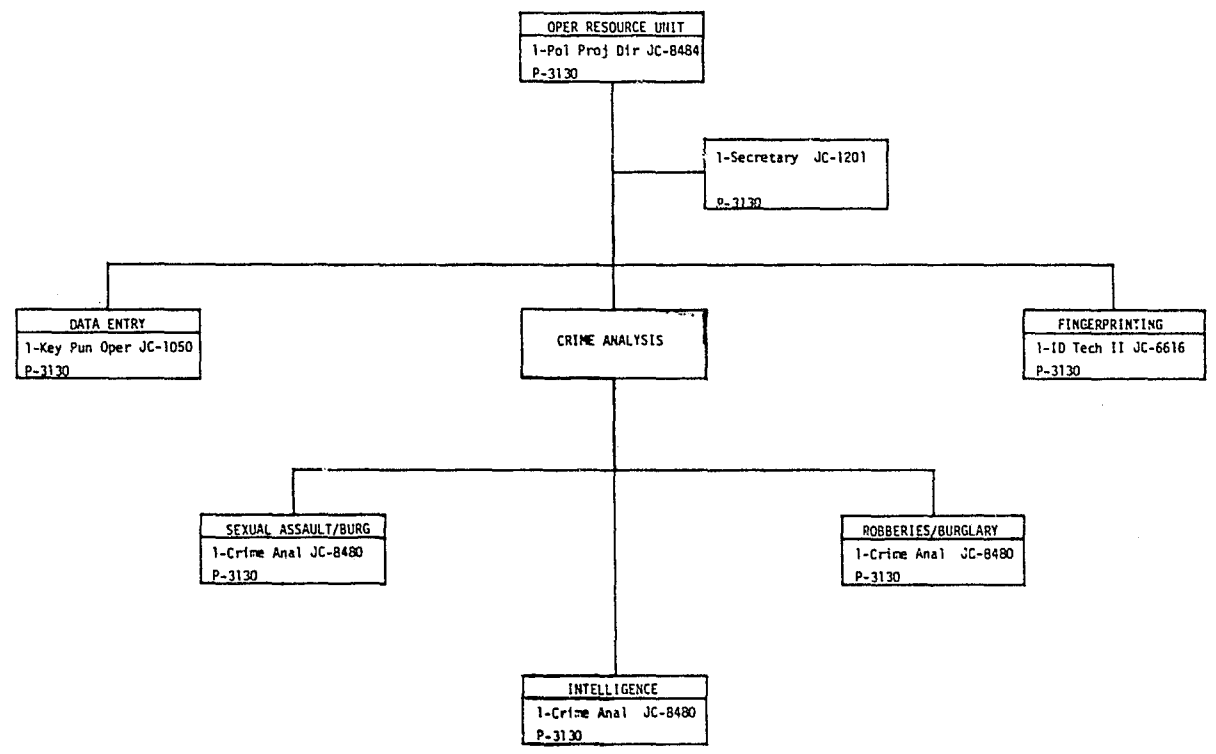 OPER RESOURCE UNIT
1-Pol Proj Dir JC-8484
P-3130
1-Secretary JC-1201
P-3130
DATA ENTRY
1-Key Pun Oper JC-1050
P-3130
CRIME ANALYSIS
FINGERPRINTING
1-ID Tech II JC-6616
P-3130
SEXUAL ASSAULT/BURG
1-Crime Anal JC-8480
P-3130
ROBBERIES/BURGLARY
1-Crime Anal JC-8480
P-3130
INTELLIGENCE
1-Crime Anal JC-8480
P-3130